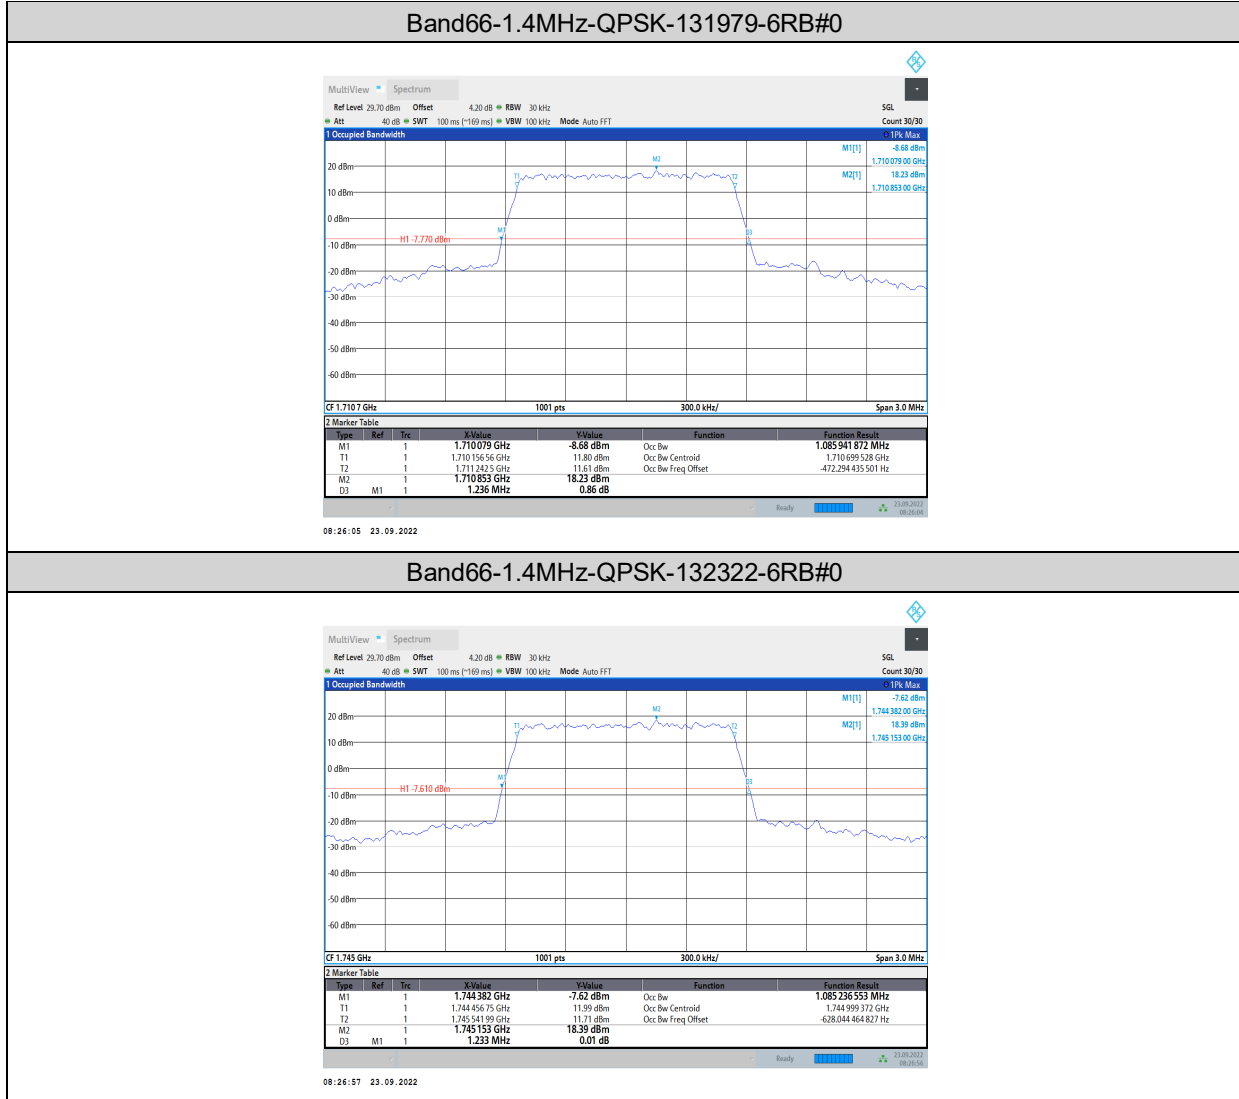 Band66-1.4MHz-QPSK-131979-6RB#0
MultiView Spectrum
Ref Level 29.70 dBm Offset 4.20 dB RBW 30 kHz SGL
Att 40 dB SWT 100 ms (~169 ms) VBW 100 kHz Mode Auto FFT Count 30/30
1 Occupied Bandwidth 1Pk Max
M1[1] -8.68 dBm
1.710 079 00 GHz
M2[1] 18.23 dBm
1.710 853 00 GHz
M2
20 dBm
T1 T2
10 dBm
0 dBm
M1 D3
H1 -7.770 dBm
-10 dBm
-20 dBm
-30 dBm
-40 dBm
-50 dBm
-60 dBm
CF 1.710 7 GHz 1001 pts 300.0 kHz/ Span 3.0 MHz
2 Marker Table
Type Ref Trc X-Value Y-Value Function Function Result
M1 1 1.710 079 GHz -8.68 dBm Occ Bw 1.085 941 872 MHz
T1 1 1.710 156 56 GHz 11.80 dBm Occ Bw Centroid 1.710 699 528 GHz
T2 1 1.711 242 5 GHz 11.61 dBm Occ Bw Freq Offset -472.294 435 501 Hz
M2 1 1.710 853 GHz 18.23 dBm
D3 M1 1 1.236 MHz 0.86 dB
Ready 23.09.2022
08:26:04
08:26:05 23.09.2022
Band66-1.4MHz-QPSK-132322-6RB#0
MultiView Spectrum
Ref Level 29.70 dBm Offset 4.20 dB RBW 30 kHz SGL
Att 40 dB SWT 100 ms (~169 ms) VBW 100 kHz Mode Auto FFT Count 30/30
1 Occupied Bandwidth 1Pk Max
M1[1] -7.62 dBm
1.744 382 00 GHz
M2[1] 18.39 dBm
1.745 153 00 GHz
M2
20 dBm
T1 T2
10 dBm
0 dBm
M1 D3
H1 -7.610 dBm
-10 dBm
-20 dBm
-30 dBm
-40 dBm
-50 dBm
-60 dBm
CF 1.745 GHz 1001 pts 300.0 kHz/ Span 3.0 MHz
2 Marker Table
Type Ref Trc X-Value Y-Value Function Function Result
M1 1 1.744 382 GHz -7.62 dBm Occ Bw 1.085 236 553 MHz
T1 1 1.744 456 75 GHz 11.99 dBm Occ Bw Centroid 1.744 999 372 GHz
T2 1 1.745 541 99 GHz 11.71 dBm Occ Bw Freq Offset -628.044 464 827 Hz
M2 1 1.745 153 GHz 18.39 dBm
D3 M1 1 1.233 MHz 0.01 dB
Ready 23.09.2022
08:26:56
08:26:57 23.09.2022